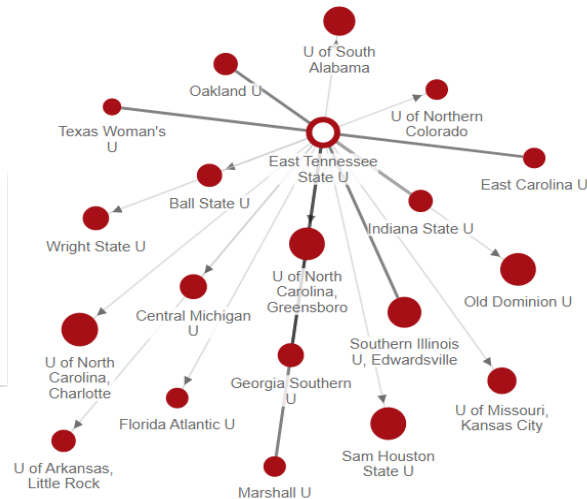 U of South
Alabama
Oakland U
U of Northern
Colorado
Texas Woman's
U
East Tennessee
State U
East Carolina U
Ball State U
Indiana State U
Wright State U
Old Dominion U
U of North
Carolina,
Greensboro
Central Michigan
U
Southern Illinois
U, Edwardsville
U of North
Carolina,
Charlotte
Georgia Southern
U
Florida Atlantic U
U of Missouri,
Kansas City
Sam Houston
State U
U of Arkansas,
Little Rock
Marshall U